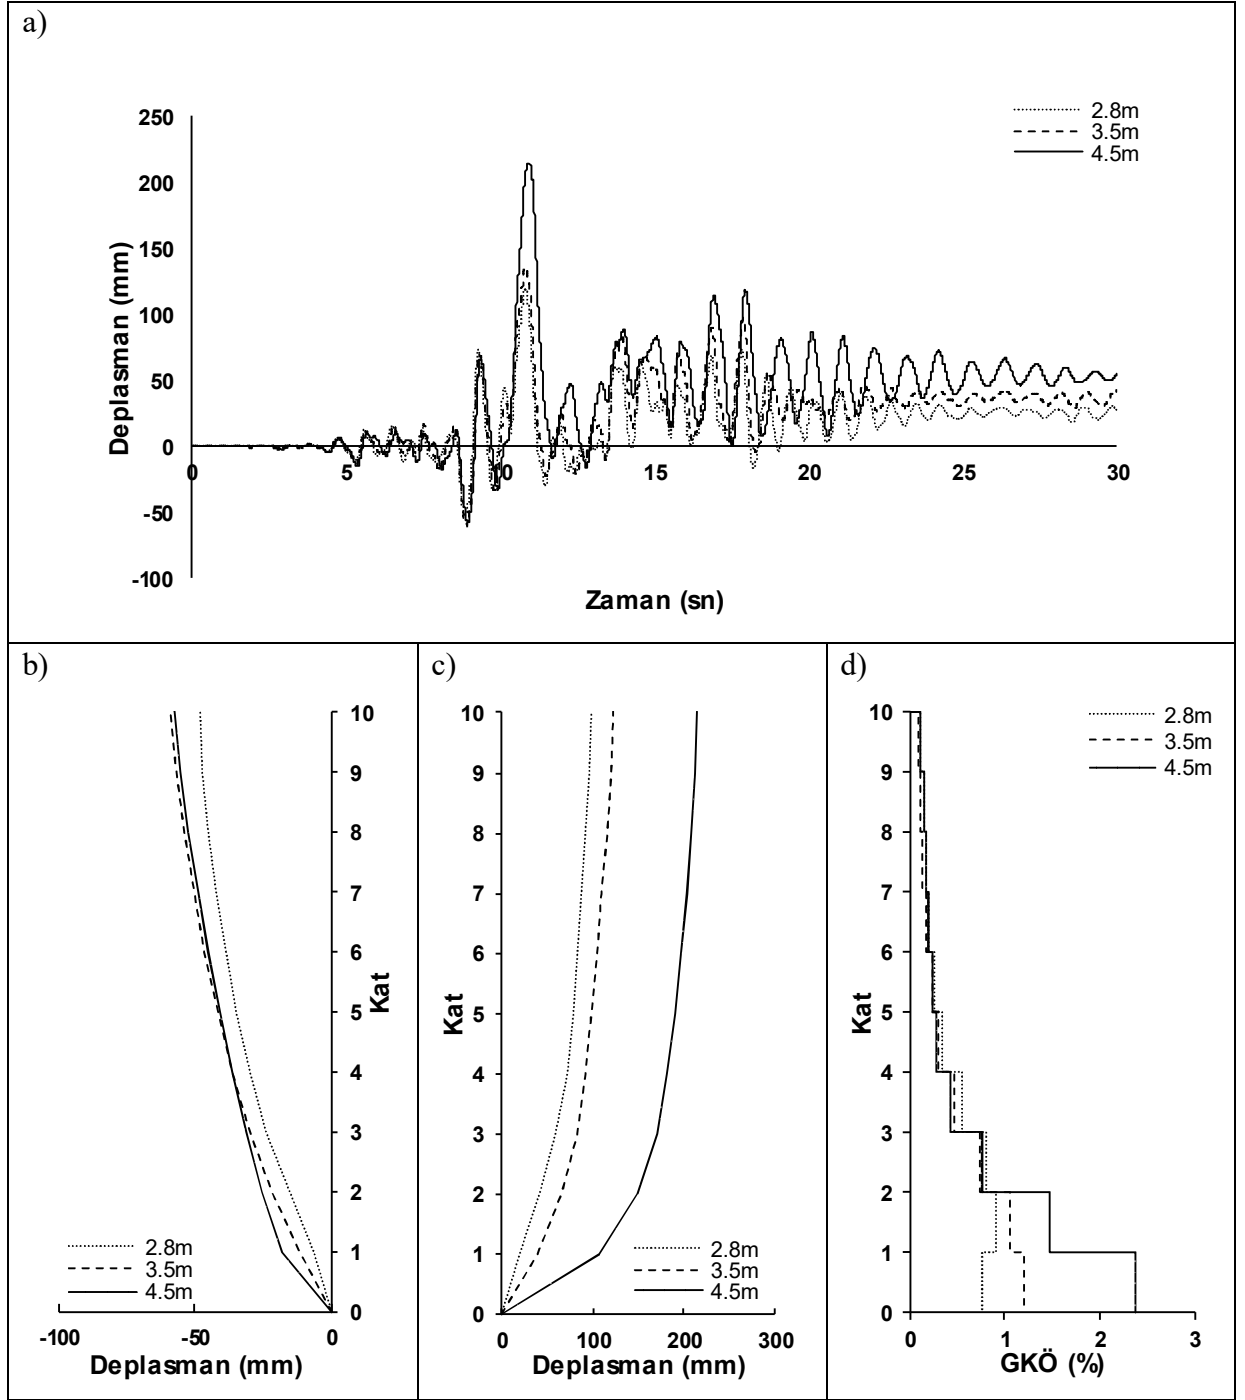 a)
2.8m
3.5m
4.5m
250
200
150
100
50
0
-50
-100
Deplasman (mm)
0 5 10 15 20 25 30
Zaman (sn)
b)
10
9
8
7
6
5
4
3
2
1
0
Kat
2.8m
3.5m
4.5m
-100 -50 0
Deplasman (mm)
c)
10
9
8
7
6
5
4
3
2
1
0
Kat
2.8m
3.5m
4.5m
0 100 200 300
Deplasman (mm)
d)
2.8m
3.5m
4.5m
10
9
8
7
6
5
4
3
2
1
0
Kat
0 1 2 3
GKÖ (%)